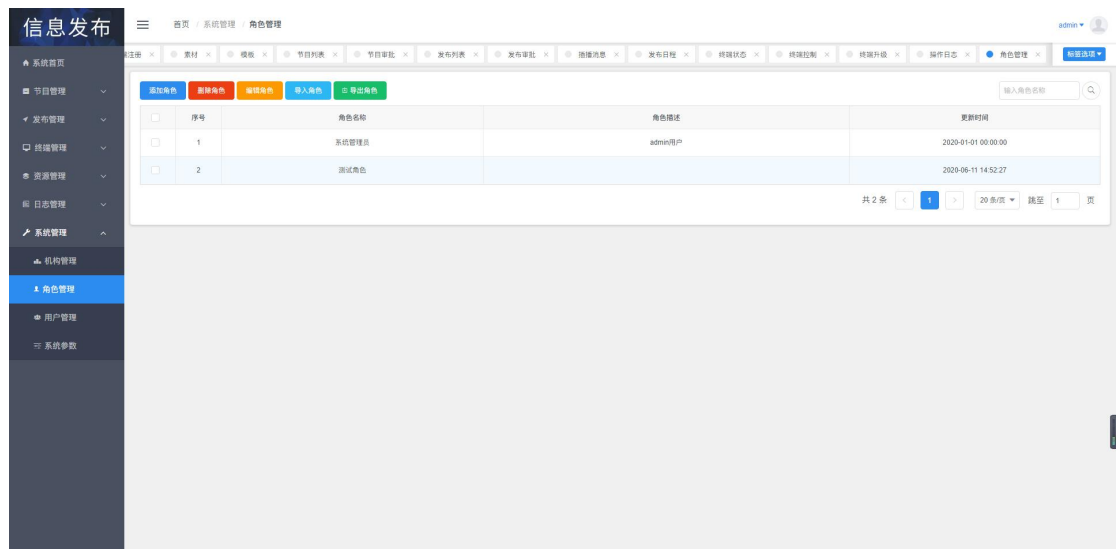 信息发布
首页 / 系统管理 / 角色管理
admin
注册 × 素材 × 模板 × 节目列表 × 节目审批 × 发布列表 × 发布审批 × 插播消息 × 发布日程 × 终端状态 × 终端控制 × 终端升级 × 操作日志 × 角色管理 × 标签选项
系统首页
节目管理
发布管理
终端管理
资源管理
日志管理
系统管理
机构管理
角色管理
用户管理
系统参数
添加角色 删除角色 编辑角色 导入角色 导出角色 输入角色名称
序号 角色名称 角色描述 更新时间
1 系统管理员 admin用户 2020-01-01 00:00:00
2 测试角色 2020-06-11 14:52:27
共 2 条 < 1 > 20 条/页 跳至 1 页